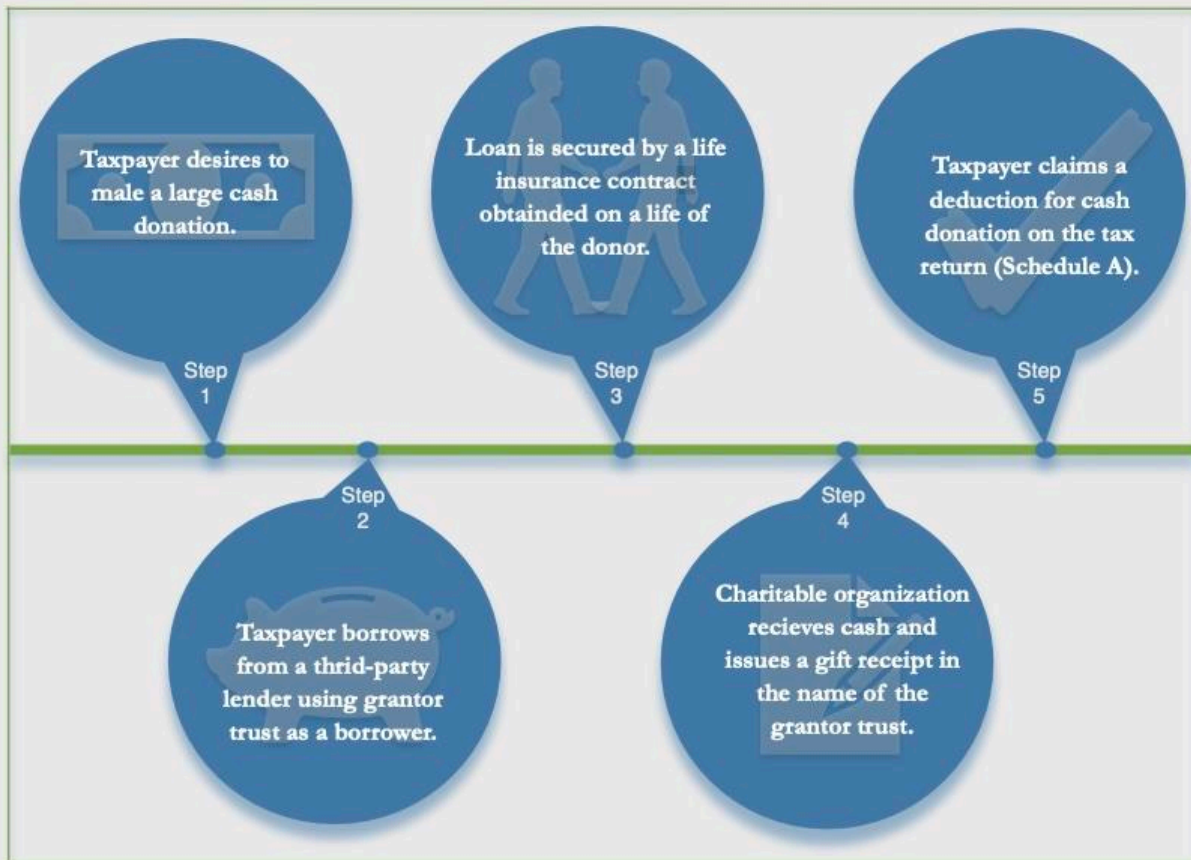 Taxpayer desires to
male a large cash
donation.
Step
1
Step
2
Taxpayer borrows
from a thrid-party
lender using grantor
trust as a borrower.
Loan is secured by a life
insurance contract
obtainded on a life of
the donor.
Step
3
Step
4
Charitable organization
recieves cash and
issues a gift receipt in
the name of the
grantor trust.
Taxpayer claims a
deduction for cash
donation on the tax
return (Schedule A).
Step
5